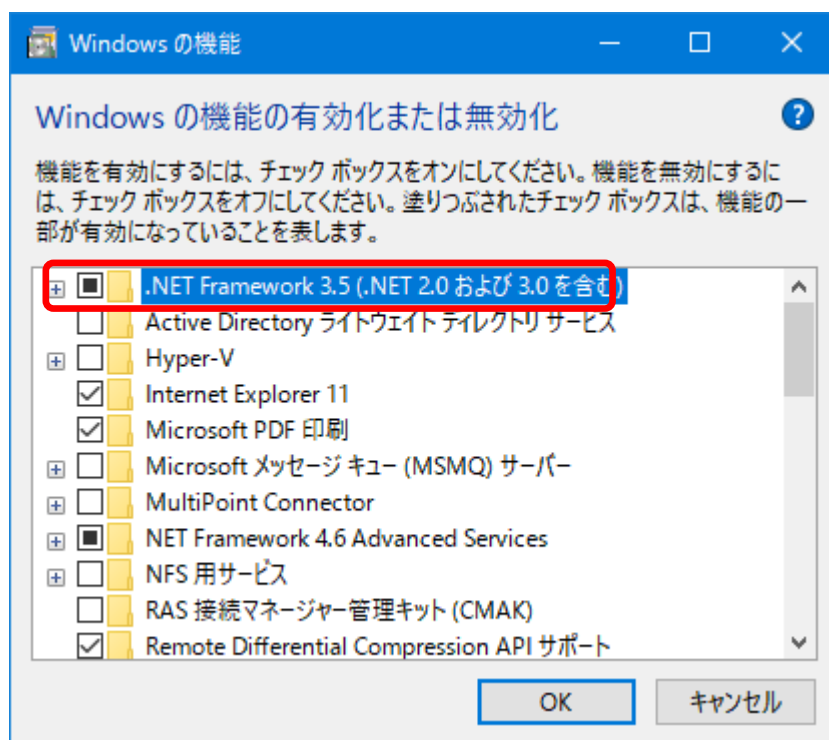 Windows の機能
Windows の機能の有効化または無効化
機能を有効にするには、チェック ボックスをオンにしてください。機能を無効にするに
は、チェック ボックスをオフにしてください。塗りつぶされたチェック ボックスは、機能の一
部が有効になっていることを表します。
.NET Framework 3.5 (.NET 2.0 および 3.0 を含む)
Active Directory ライトウェイト ディレクトリ サービス
Hyper-V
Internet Explorer 11
Microsoft PDF 印刷
Microsoft メッセージ キュー (MSMQ) サーバー
MultiPoint Connector
NET Framework 4.6 Advanced Services
NFS 用サービス
RAS 接続マネージャー管理キット (CMAK)
Remote Differential Compression API サポート
OK
キャンセル